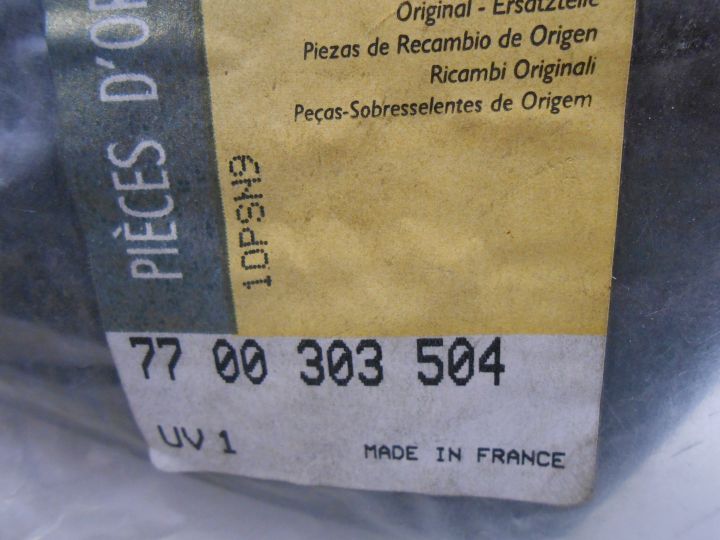 Original - Ersatzteile
Piezas de Recambio de Origen
Ricambi Originali
Peças-Sobresselentes de Origem
PIÈCES D'OR
1DPSN9
77 00 303 504
UV 1
MADE IN FRANCE